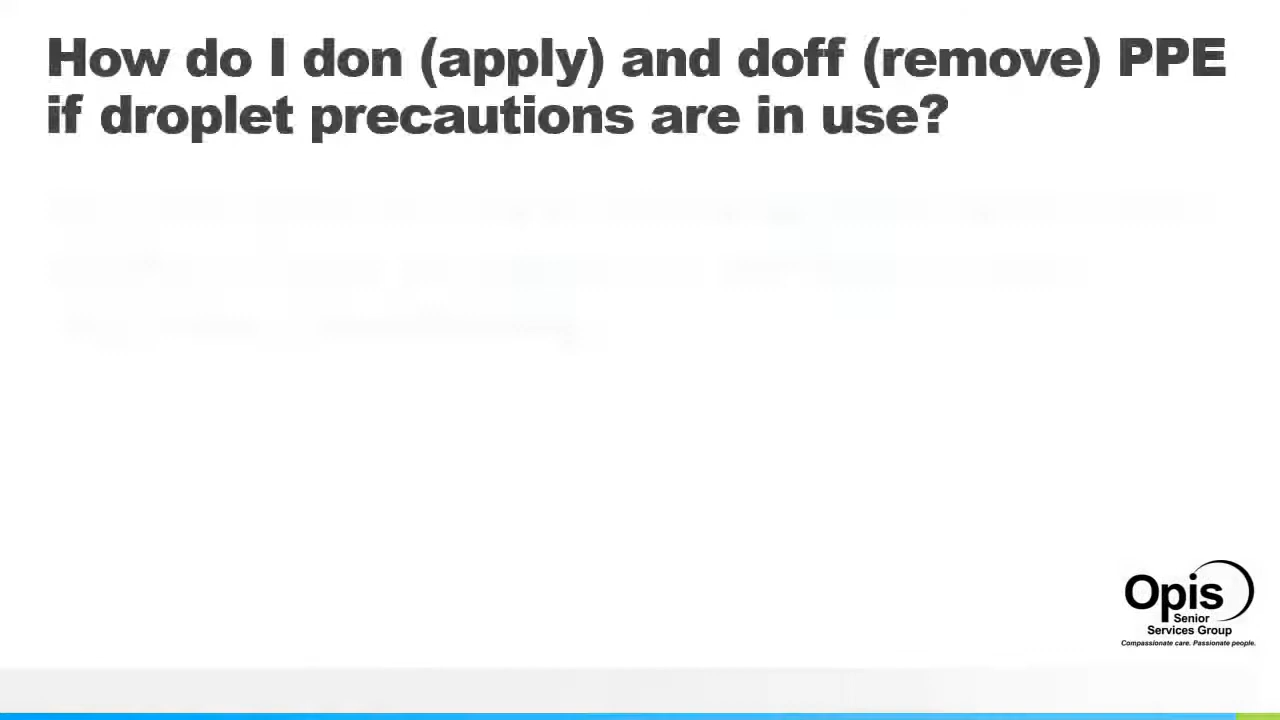 How do I don (apply) and doff (remove) PPE
if droplet precautions are in use?
Opis
Senior
Services Group
Compassionate care. Passionate people.